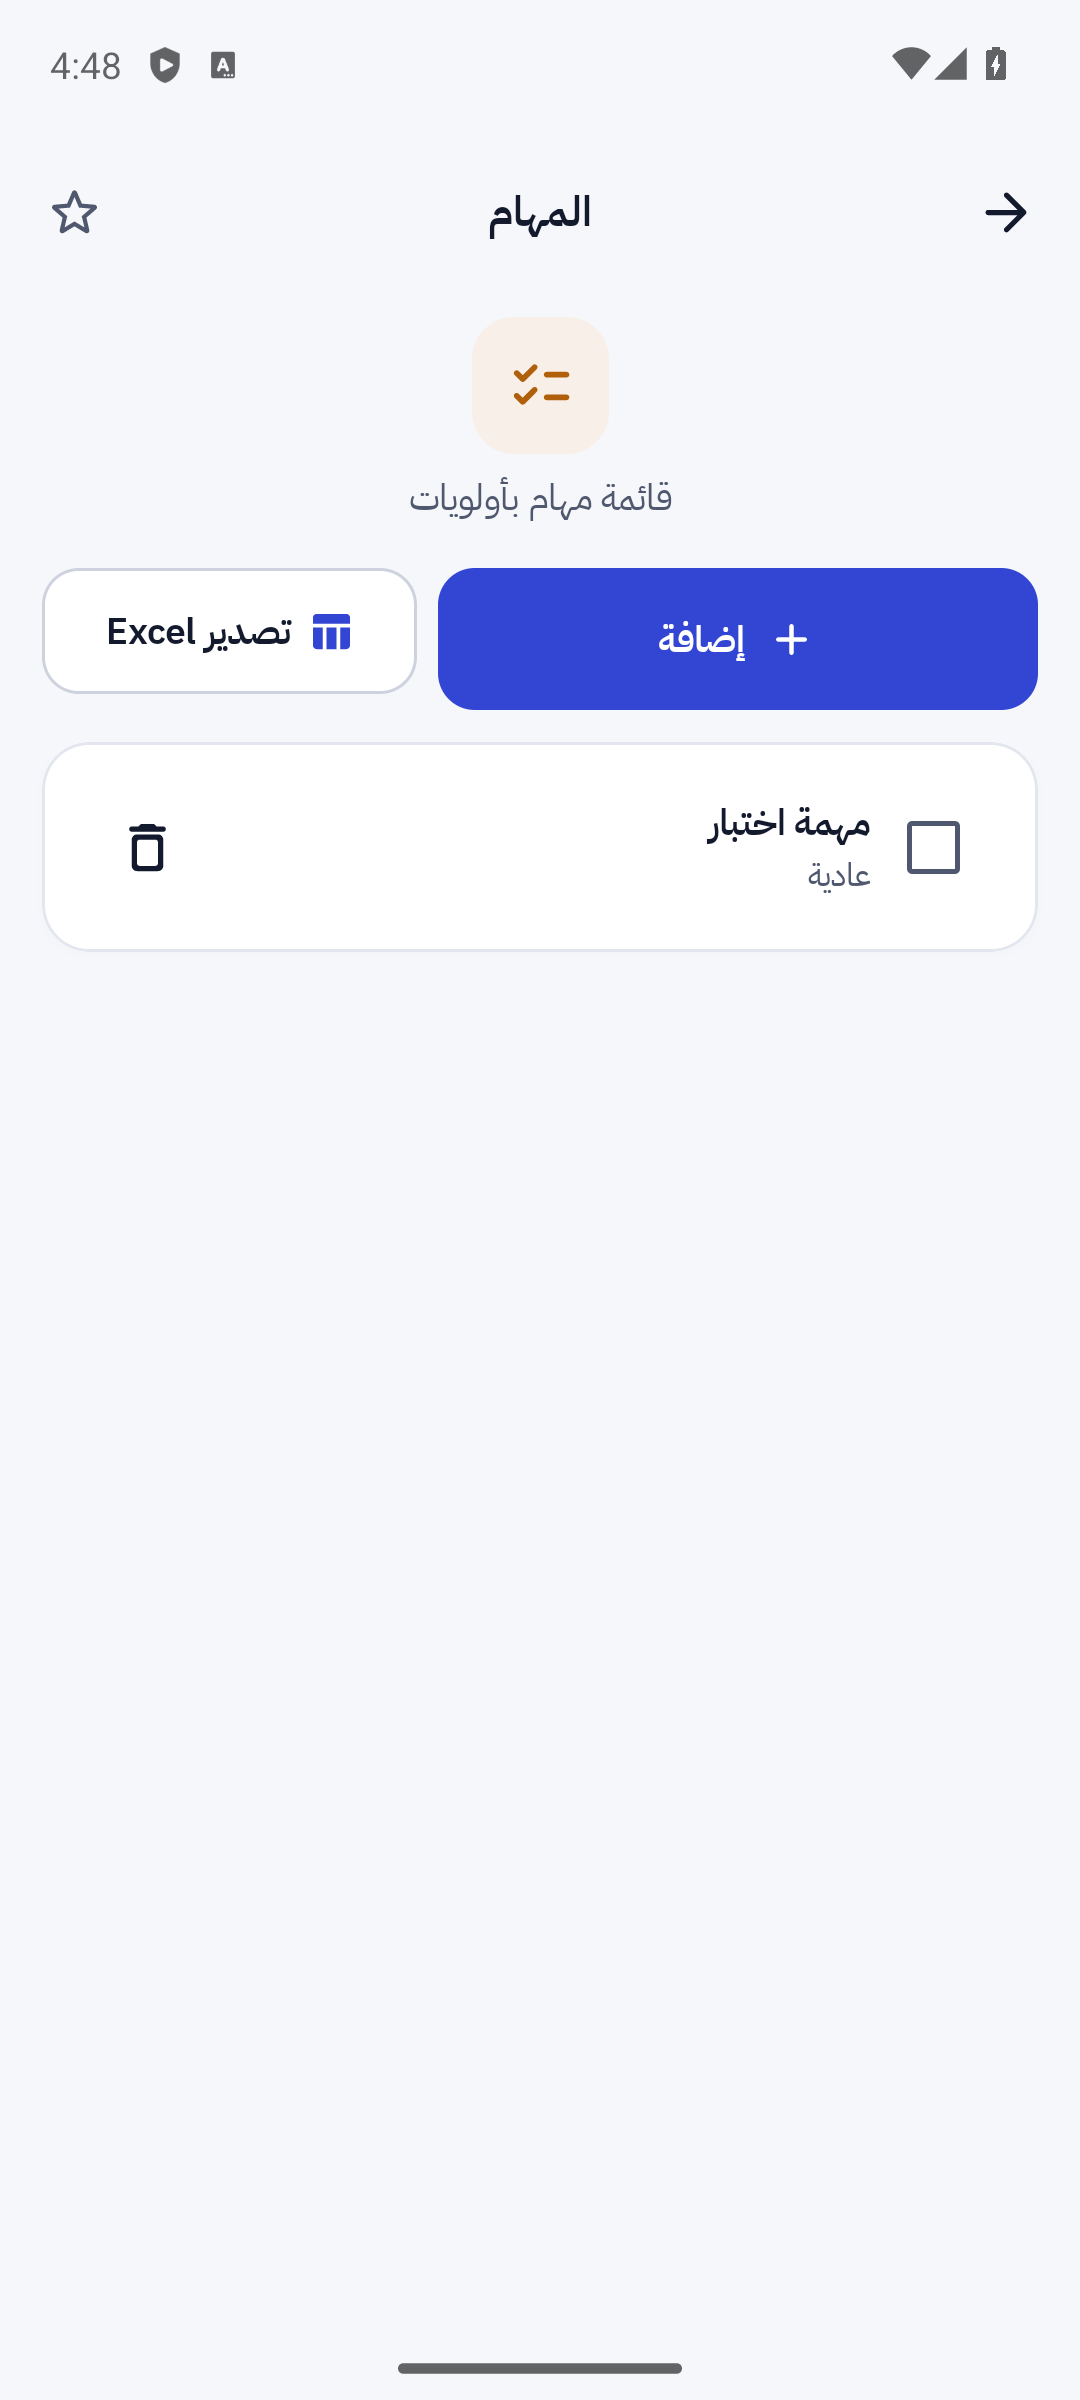 4:48
المهام
قائمة مهام بأولويات
إضافة
تصدير Excel
مهمة اختبار
عادية